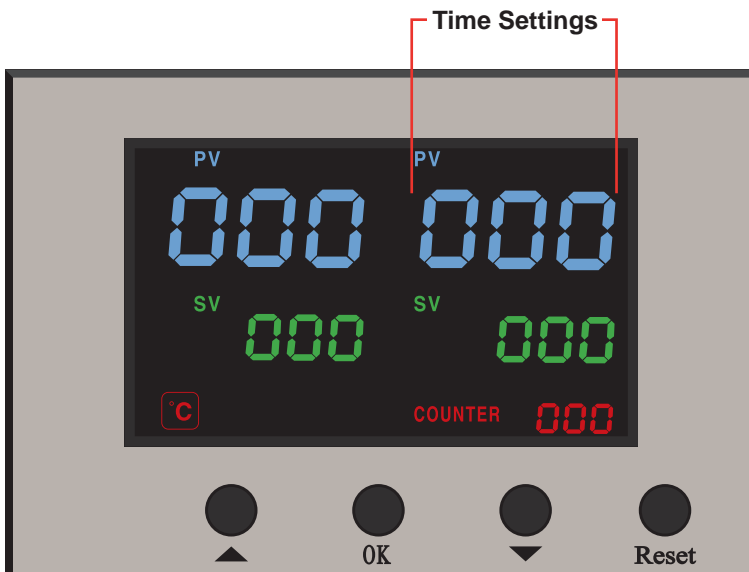 Time Settings
PV PV
000 000
SV SV
000 000
°C COUNTER 000
OK Reset